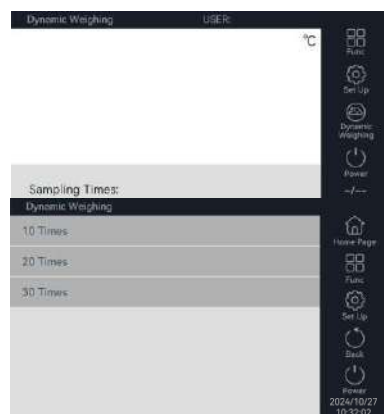 Dynamic Weighing USER:
°C
Func
Set Up
Dynamic
Weighing
Power
Sampling Times:
-/--
Dynamic Weighing
10 Times
20 Times
30 Times
Home Page
Func
Set Up
Back
Power
2024/10/27
10:32:02